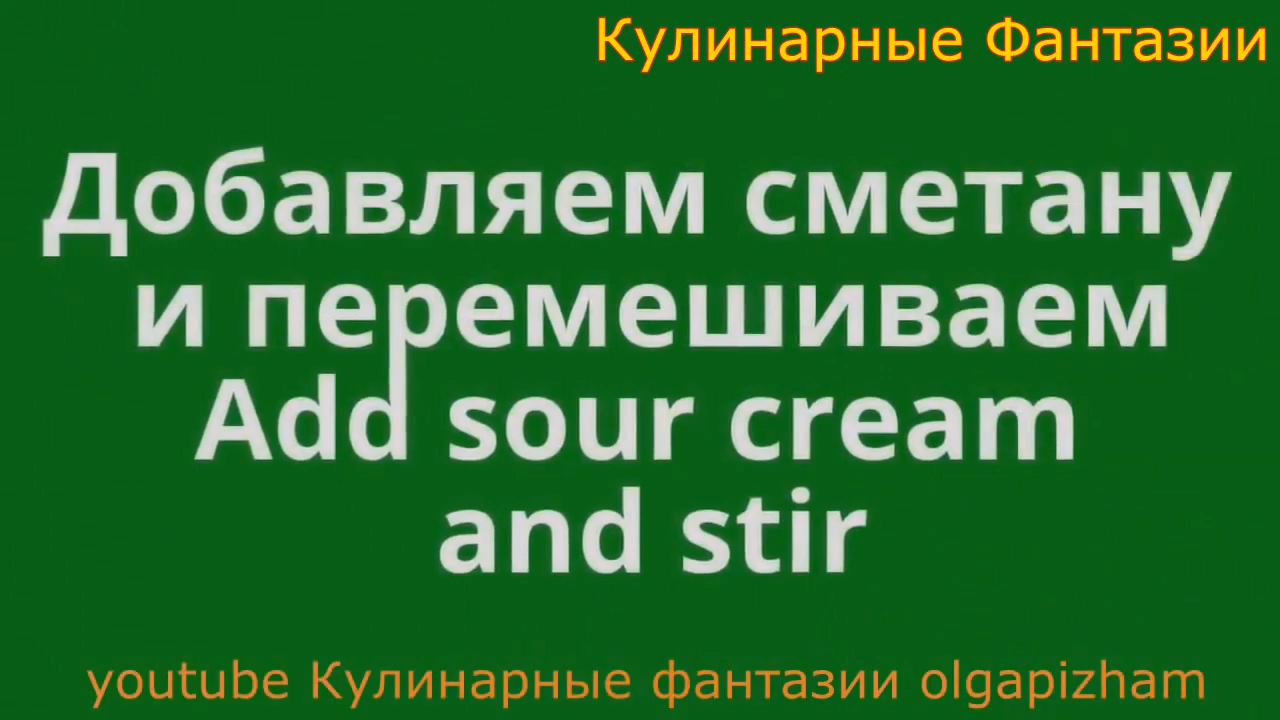 Кулинарные Фантазии
Добавляем сметану
и перемешиваем
Add sour cream
and stir
youtube Кулинарные фантазии olgapizham